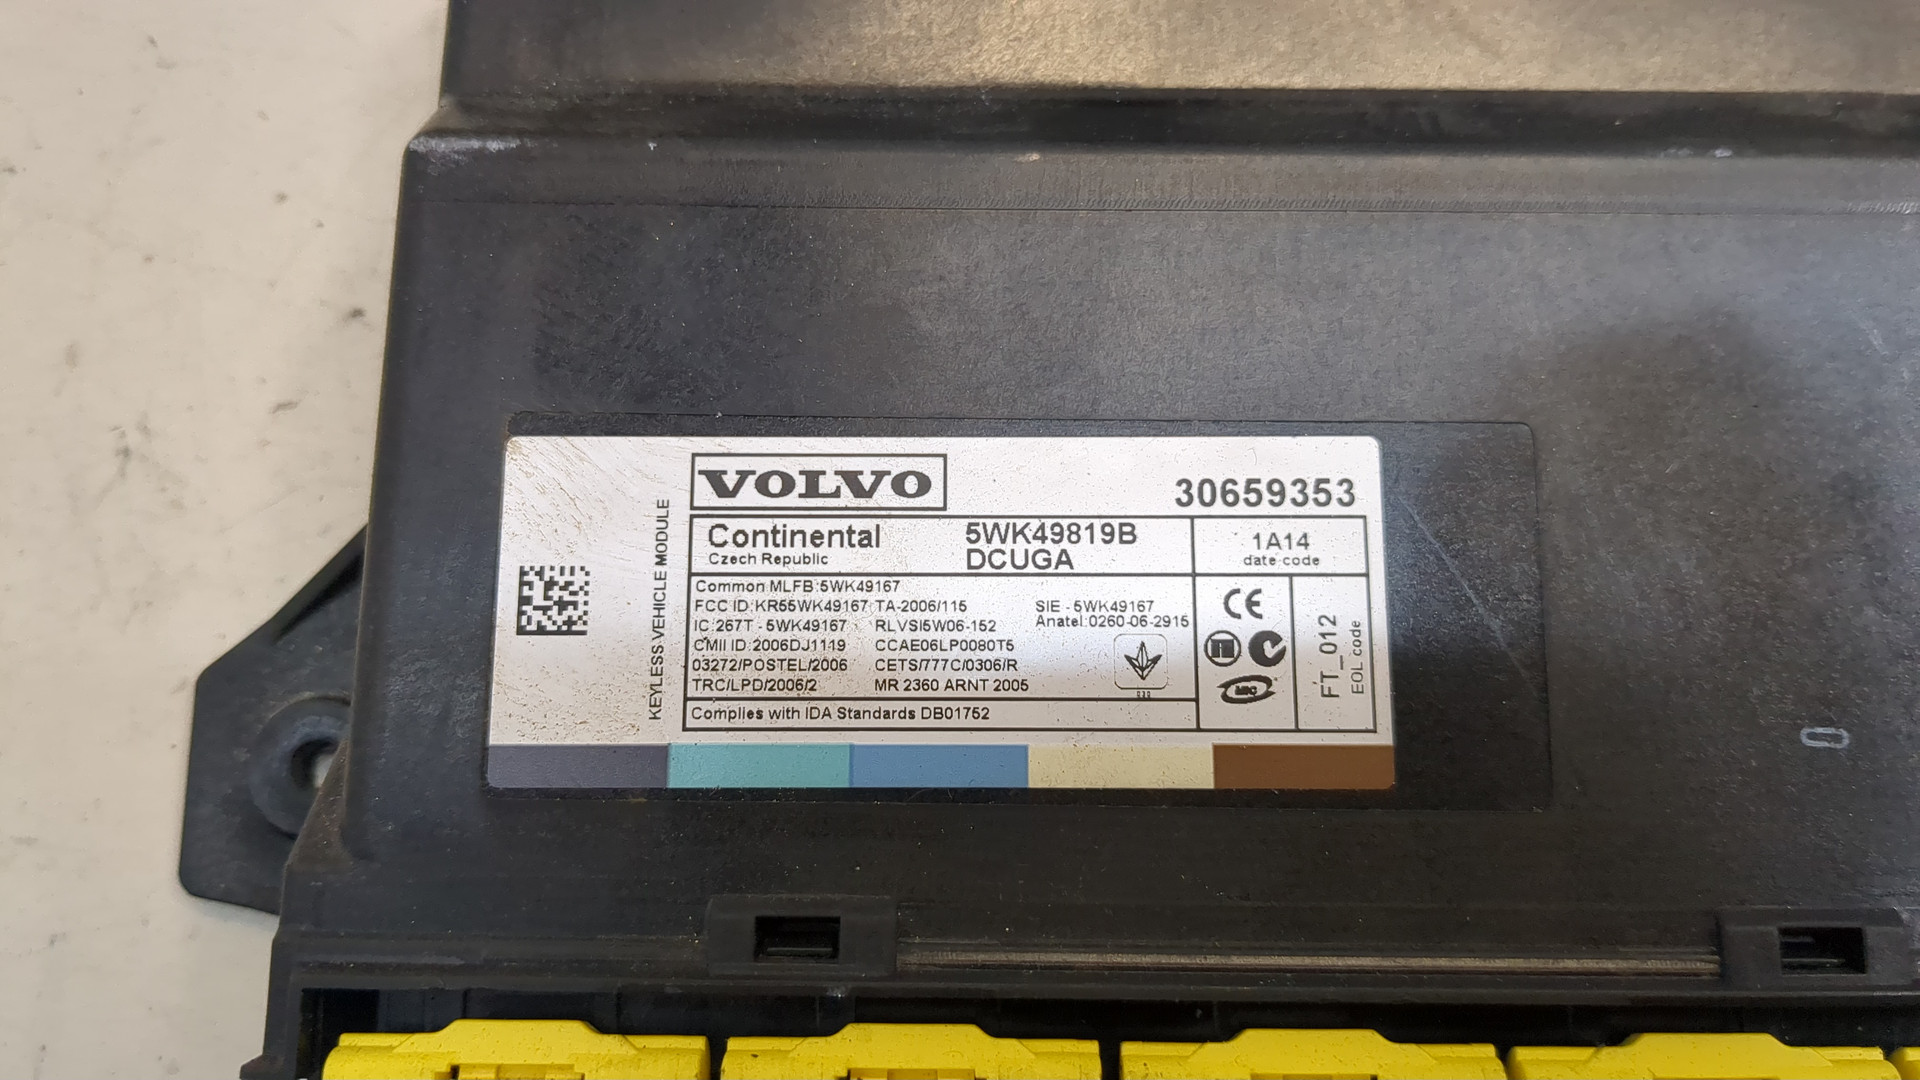 VOLVO
30659353
KEYLESS VEHICLE MODULE
Continental
Czech Republic
5WK49819B
DCUGA
1A14
date code
Common MLFB:5WK49167
FCC ID:KR55WK49167 TA-2006/115
SIE - 5WK49167
IC:267T - 5WK49167 RLVSI5W06-152
Anatel:0260-06-2915
CMII ID:2006DJ1119 CCAE06LP0080T5
03272/POSTEL/2006 CETS/777C/0306/R
TRC/LPD/2006/2 MR 2360 ARNT 2005
Complies with IDA Standards DB01752
CE
FT_012
EOL code
0